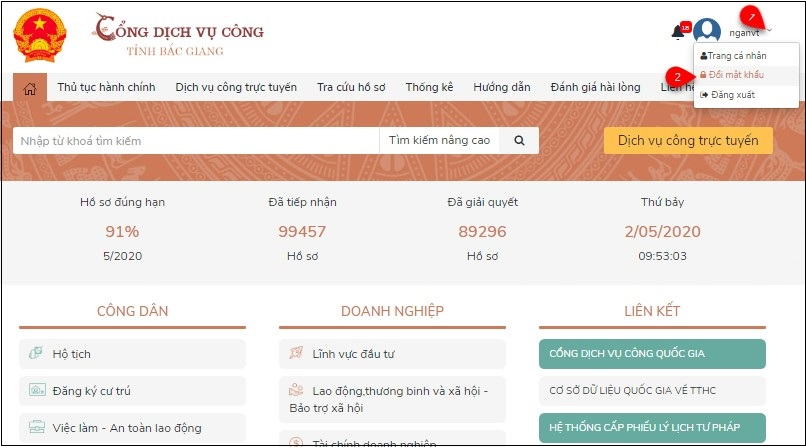 CỔNG DỊCH VỤ CÔNG
TỈNH BẮC GIANG
18
nganvt
1
Trang cá nhân
2
Đổi mật khẩu
Đăng xuất
Thủ tục hành chính
Dịch vụ công trực tuyến
Tra cứu hồ sơ
Thống kê
Hướng dẫn
Đánh giá hài lòng
Liên hệ
Nhập từ khoá tìm kiếm
Tìm kiếm nâng cao
Dịch vụ công trực tuyến
Hồ sơ đúng hạn
91%
5/2020
Đã tiếp nhận
99457
Hồ sơ
Đã giải quyết
89296
Hồ sơ
Thứ bảy
2/05/2020
09:53:03
CÔNG DÂN
Hộ tịch
Đăng ký cư trú
Việc làm - An toàn lao động
DOANH NGHIỆP
Lĩnh vực đầu tư
Lao động,thương binh và xã hội -
Bảo trợ xã hội
Tài chính doanh nghiệp
LIÊN KẾT
CỔNG DỊCH VỤ CÔNG QUỐC GIA
CƠ SỞ DỮ LIỆU QUỐC GIA VỀ TTHC
HỆ THỐNG CẤP PHIẾU LÝ LỊCH TƯ PHÁP